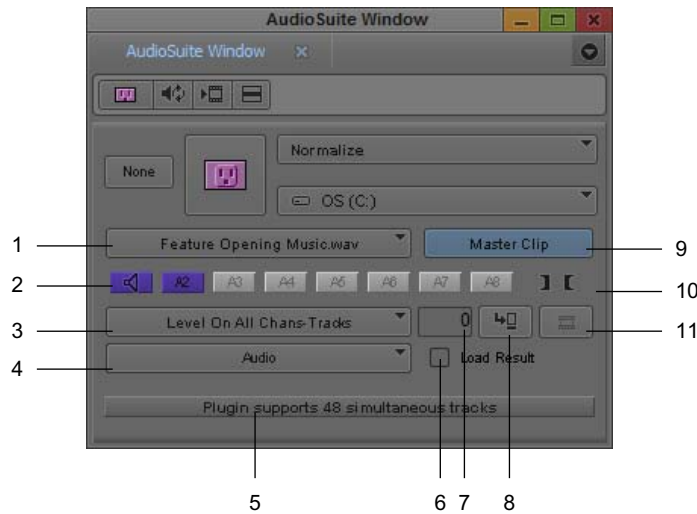 AudioSuite Window
AudioSuite Window
None
Normalize
OS (C:)
1
Feature Opening Music.wav
Master Clip
9
2
A2 A3 A4 A5 A6 A7 A8
10
3
Level On All Chans-Tracks
0
11
4
Audio
Load Result
Plugin supports 48 simultaneous tracks
5 6 7 8